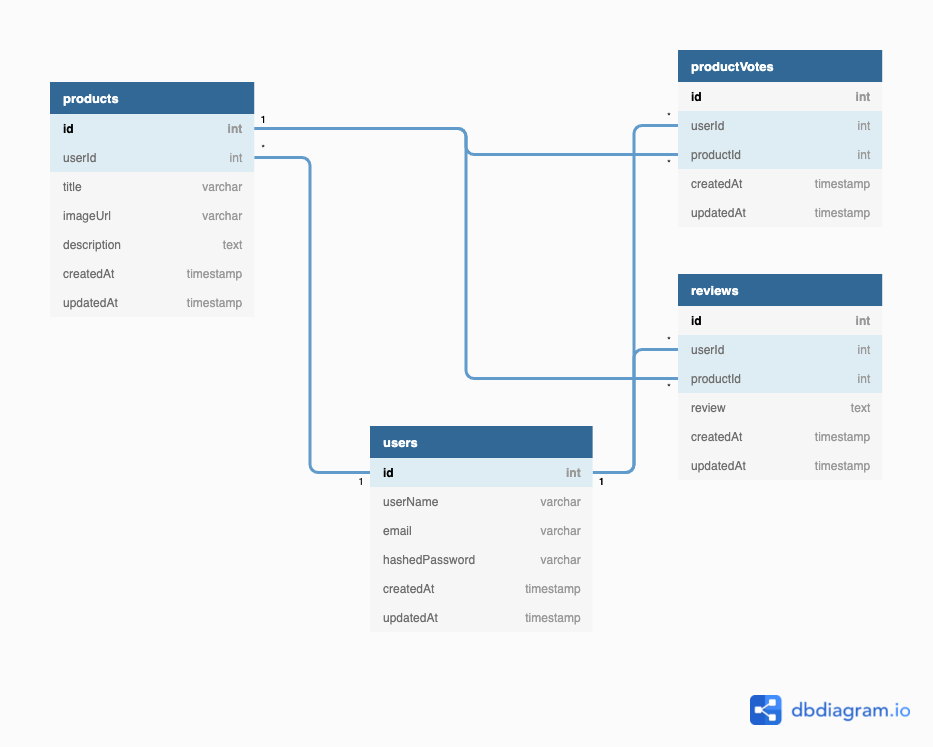 products
id int
userId int
title varchar
imageUrl varchar
description text
createdAt timestamp
updatedAt timestamp
1
*
productVotes
id int
userId int
productId int
createdAt timestamp
updatedAt timestamp
*
*
reviews
id int
userId int
productId int
review text
createdAt timestamp
updatedAt timestamp
*
*
users
id int
userName varchar
email varchar
hashedPassword varchar
createdAt timestamp
updatedAt timestamp
1
1
dbdiagram.io